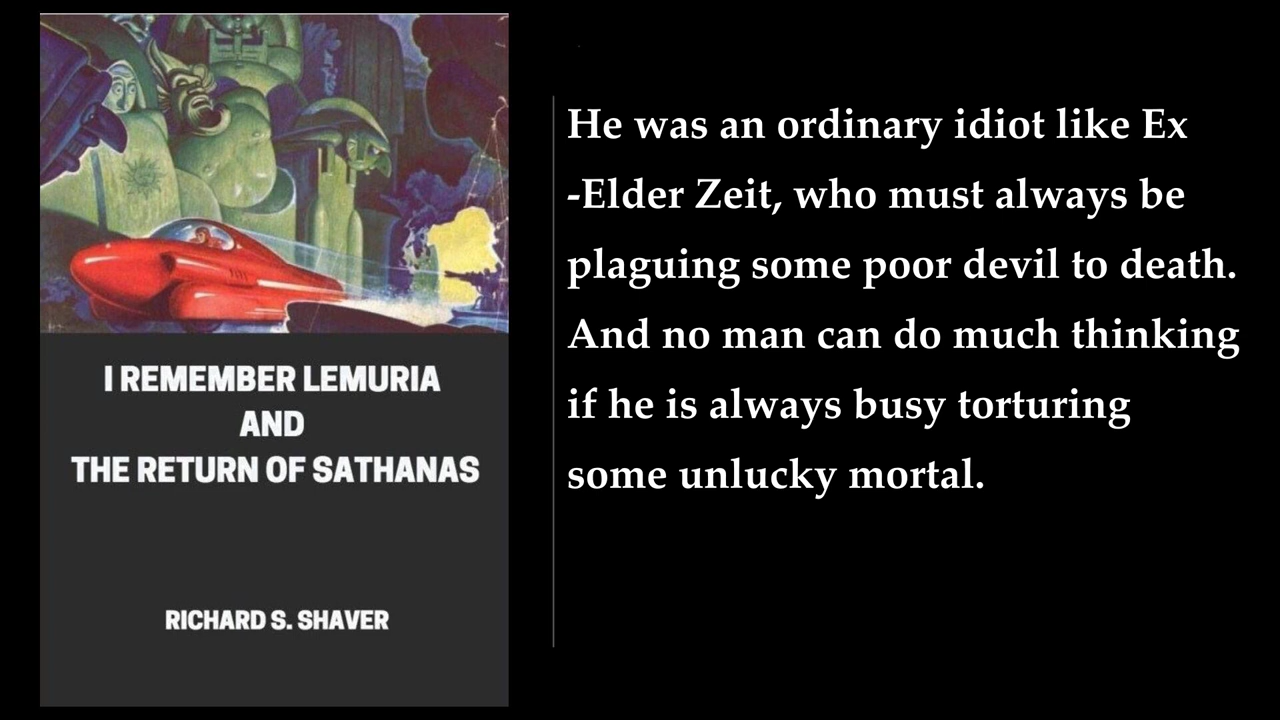 I REMEMBER LEMURIA
AND
THE RETURN OF SATHANAS
RICHARD S. SHAVER
He was an ordinary idiot like Ex
-Elder Zeit, who must always be
plaguing some poor devil to death.
And no man can do much thinking
if he is always busy torturing
some unlucky mortal.